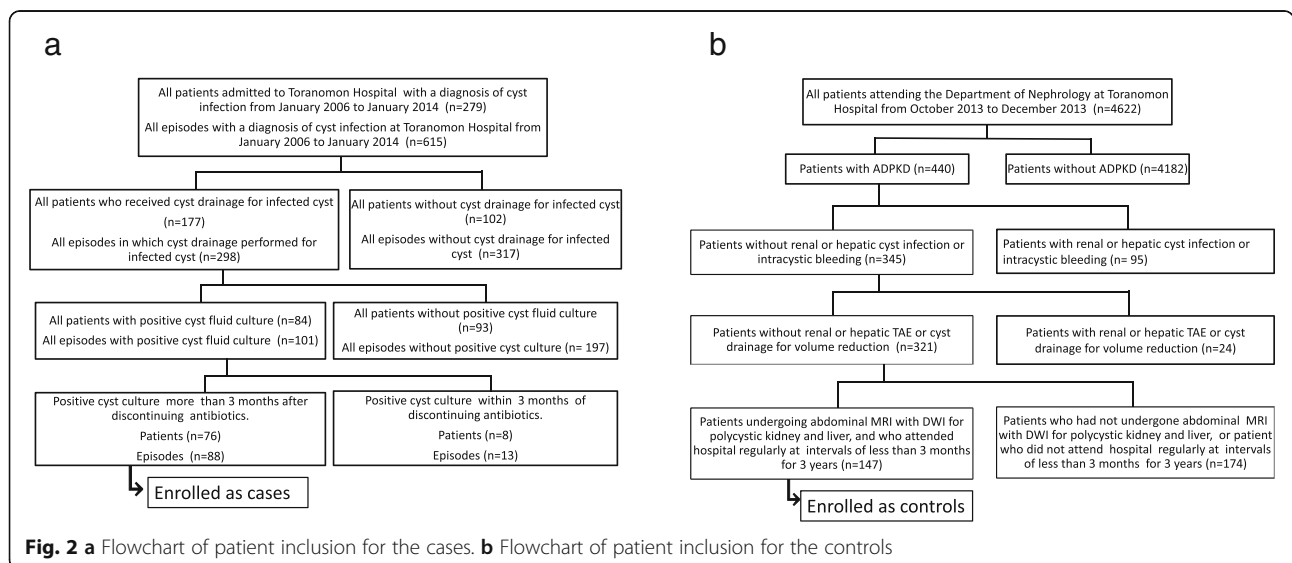 a
All patients admitted to Toranomon Hospital with a diagnosis of cyst
infection from January 2006 to January 2014 (n=279)
All episodes with a diagnosis of cyst infection at Toranomon Hospital from
January 2006 to January 2014 (n=615)
All patients who received cyst drainage for infected cyst
(n=177)
All episodes in which cyst drainage performed for
infected cyst (n=298)
All patients without cyst drainage for infected cyst
(n=102)
All episodes without cyst drainage for infected
cyst (n=317)
All patients with positive cyst fluid culture (n=84)
All episodes with positive cyst fluid culture (n=101)
All patients without positive cyst fluid culture
(n=93)
All episodes without positive cyst culture (n= 197)
Positive cyst culture more than 3 months after
discontinuing antibiotics.
Patients (n=76)
Episodes (n=88)
Positive cyst culture within 3 months of
discontinuing antibiotics.
Patients (n=8)
Episodes (n=13)
Enrolled as cases
b
All patients attending the Department of Nephrology at Toranomon
Hospital from October 2013 to December 2013 (n=4622)
Patients with ADPKD (n=440)
Patients without ADPKD (n=4182)
Patients without renal or hepatic cyst infection or
intracystic bleeding (n=345)
Patients with renal or hepatic cyst infection or
intracystic bleeding (n= 95)
Patients without renal or hepatic TAE or cyst
drainage for volume reduction (n=321)
Patients with renal or hepatic TAE or cyst
drainage for volume reduction (n=24)
Patients undergoing abdominal MRI with DWI for
polycystic kidney and liver, and who attended
hospital regularly at intervals of less than 3 months
for 3 years (n=147)
Patients who had not undergone abdominal MRI
with DWI for polycystic kidney and liver, or patient
who did not attend hospital regularly at intervals
of less than 3 months for 3 years (n=174)
Enrolled as controls
Fig. 2 a Flowchart of patient inclusion for the cases. b Flowchart of patient inclusion for the controls